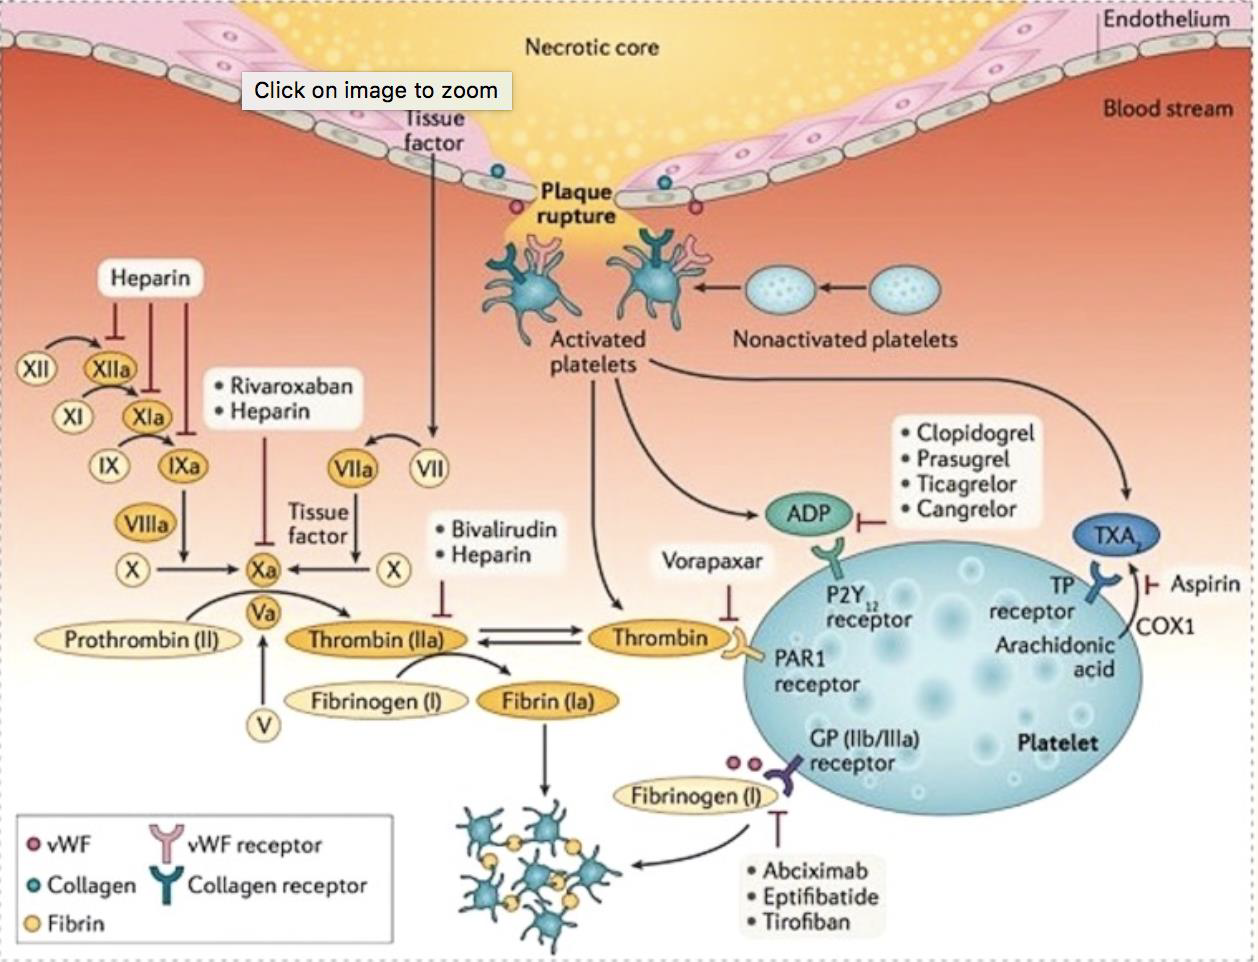 Endothelium
Necrotic core
Click on image to zoom
Blood stream
Tissue
factor
Plaque
rupture
Heparin
Activated
platelets
Nonactivated platelets
XII
XIIa
XI
XIa
IX
IXa
• Rivaroxaban
• Heparin
VIIa
VII
VIIIa
Tissue
factor
X
Xa
X
• Bivalirudin
• Heparin
• Clopidogrel
• Prasugrel
• Ticagrelor
• Cangrelor
ADP
TXA2
Vorapaxar
P2Y12
receptor
TP
receptor
Aspirin
COX1
Arachidonic
acid
Va
Prothrombin (II)
Thrombin (IIa)
Thrombin
PAR1
receptor
Fibrinogen (I)
Fibrin (Ia)
V
GP (IIb/IIIa)
receptor
Platelet
Fibrinogen (I)
• Abciximab
• Eptifibatide
• Tirofiban
vWF
vWF receptor
Collagen
Collagen receptor
Fibrin